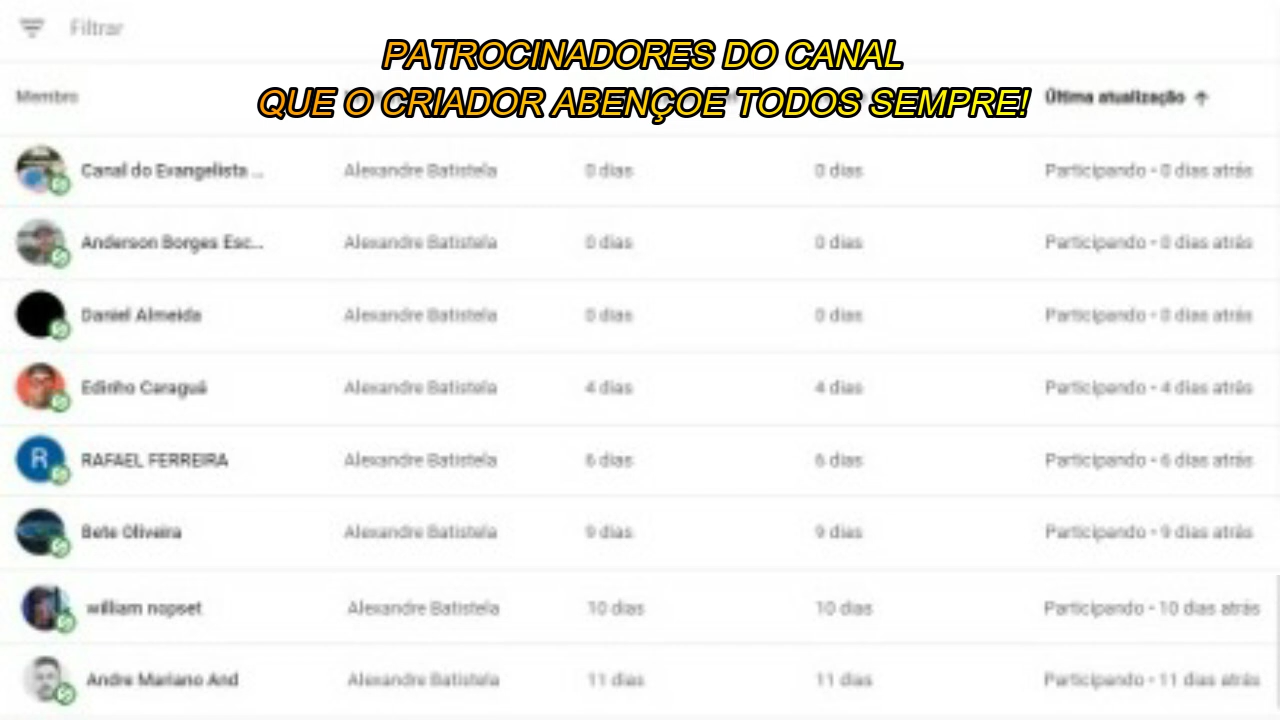 Filtrar
PATROCINADORES DO CANAL
QUE O CRIADOR ABENÇOE TODOS SEMPRE!
Membro Última atualização ↑
Canal do Evangelista ... Alexandre Batistela 0 dias 0 dias Participando • 0 dias atrás
Anderson Borges Esc... Alexandre Batistela 0 dias 0 dias Participando • 0 dias atrás
Daniel Almeida Alexandre Batistela 0 dias 0 dias Participando • 0 dias atrás
Edinho Caraguá Alexandre Batistela 4 dias 4 dias Participando • 4 dias atrás
R RAFAEL FERREIRA Alexandre Batistela 6 dias 6 dias Participando • 6 dias atrás
Bete Oliveira Alexandre Batistela 9 dias 9 dias Participando • 9 dias atrás
william nopset Alexandre Batistela 10 dias 10 dias Participando • 10 dias atrás
Andre Mariano And Alexandre Batistela 11 dias 11 dias Participando • 11 dias atrás